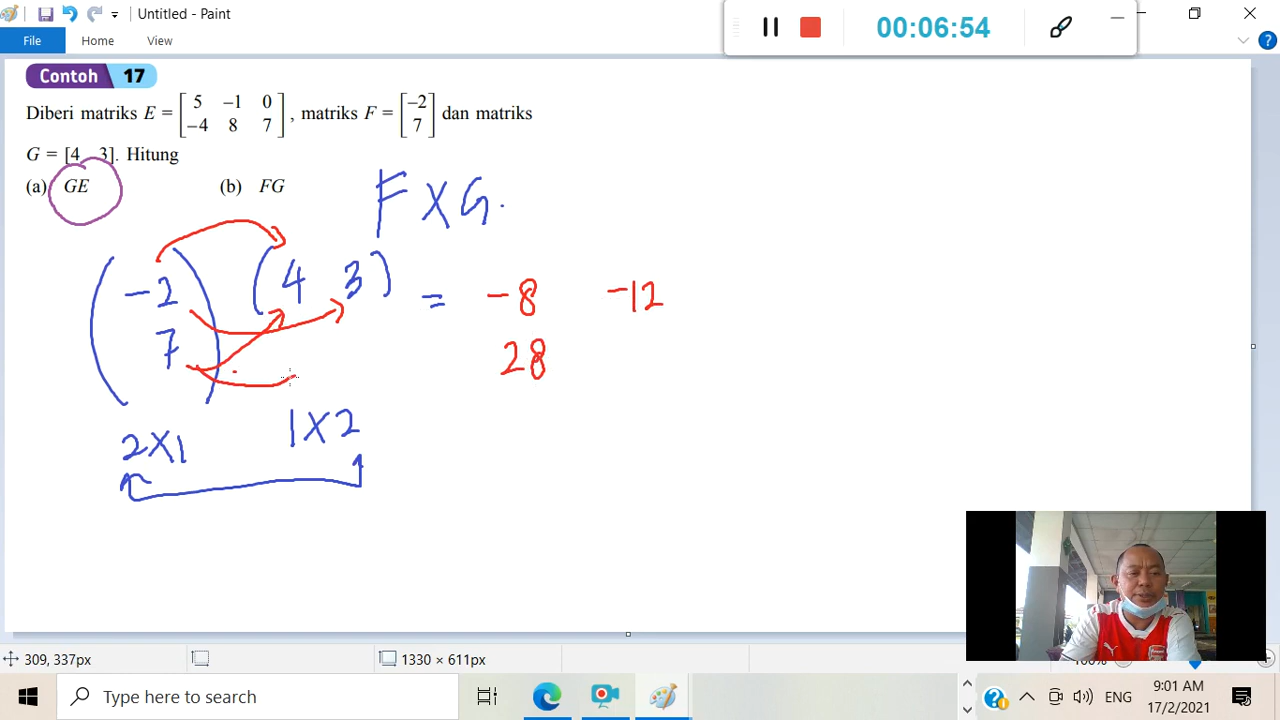 Untitled - Paint
00:06:54
File Home View
Contoh 17
Diberi matriks E = [5 −1 0
−4 8 7], matriks F = [−2
7] dan matriks
G = [4 3]. Hitung
(a) GE (b) FG
F X G.
(-2 (4 3) = -8 -12
7) 28
2X1 1X2
309, 337px 1330 × 611px 100%
Type here to search
ENG
9:01 AM
17/2/2021